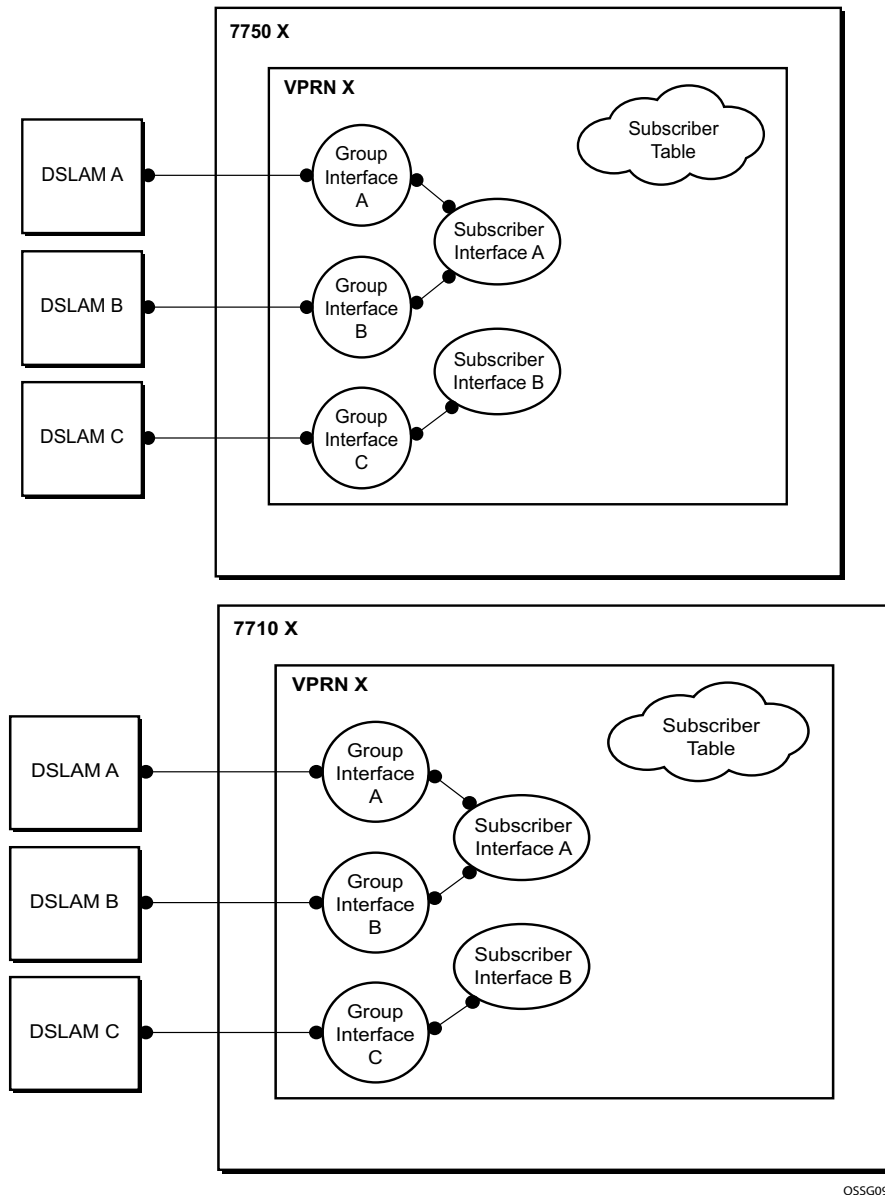 7750 X
VPRN X
Subscriber
Table
DSLAM A
Group
Interface
A
Subscriber
Interface A
DSLAM B
Group
Interface
B
Subscriber
Interface B
DSLAM C
Group
Interface
C
7710 X
VPRN X
Subscriber
Table
DSLAM A
Group
Interface
A
Subscriber
Interface A
DSLAM B
Group
Interface
B
Subscriber
Interface B
DSLAM C
Group
Interface
C